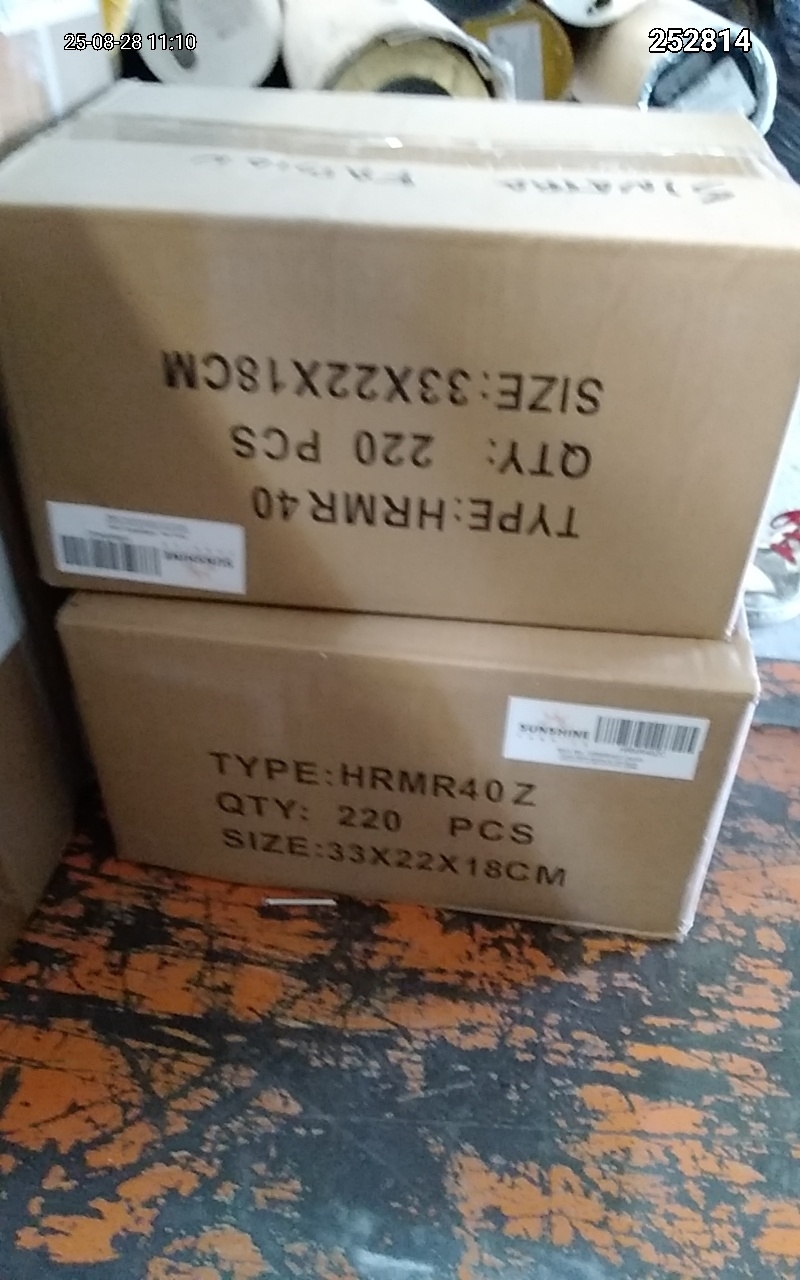 25-08-28 11:10
252814
TYPE:HRMR40
QTY: 220 PCS
SIZE:33X22X18CM
SUNSHINE
SUNSHINE
TYPE:HRMR40Z
QTY: 220 PCS
SIZE:33X22X18CM